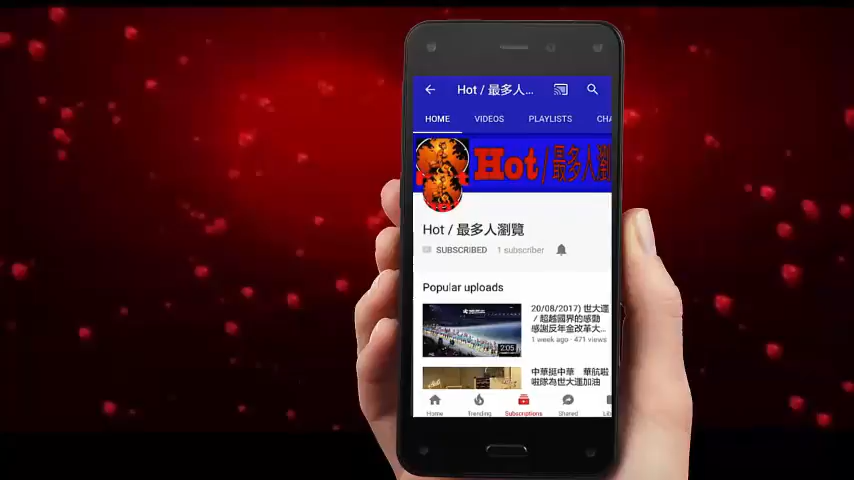 Hot / 最多人...
HOME VIDEOS PLAYLISTS CHA
Hot / 最多人瀏
Hot / 最多人瀏覽
SUBSCRIBED 1 subscriber
Popular uploads
20/08/2017) 世大運
/ 超越國界的感動
感謝反年金改革大...
1 week ago · 471 views
2:05
中華挺中華 華航啦
啦隊為世大運加油
Home Trending Subscriptions Shared